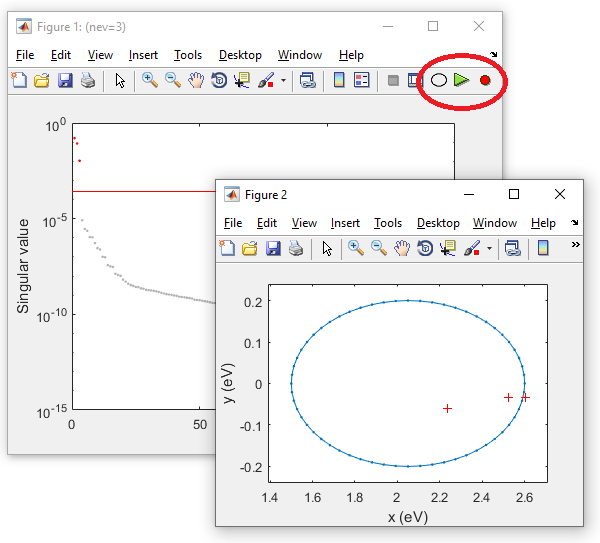 Figure 1: (nev=3)
File Edit View Insert Tools Desktop Window Help
10^0
10^-5
10^-10
10^-15
Singular value
0 50
Figure 2
File Edit View Insert Tools Desktop Window Help
0.2
0.1
0
-0.1
-0.2
y (eV)
1.4 1.6 1.8 2 2.2 2.4 2.6
x (eV)